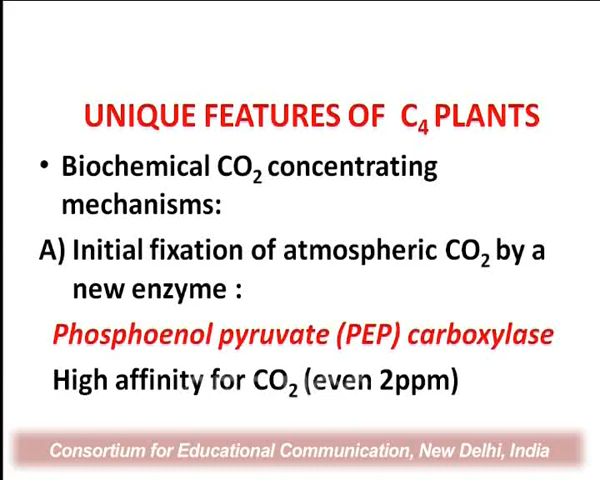 UNIQUE FEATURES OF C₄ PLANTS
• Biochemical CO₂ concentrating
mechanisms:
A) Initial fixation of atmospheric CO₂ by a
new enzyme :
Phosphoenol pyruvate (PEP) carboxylase
High affinity for CO₂ (even 2ppm)
Consortium for Educational Communication, New Delhi, India